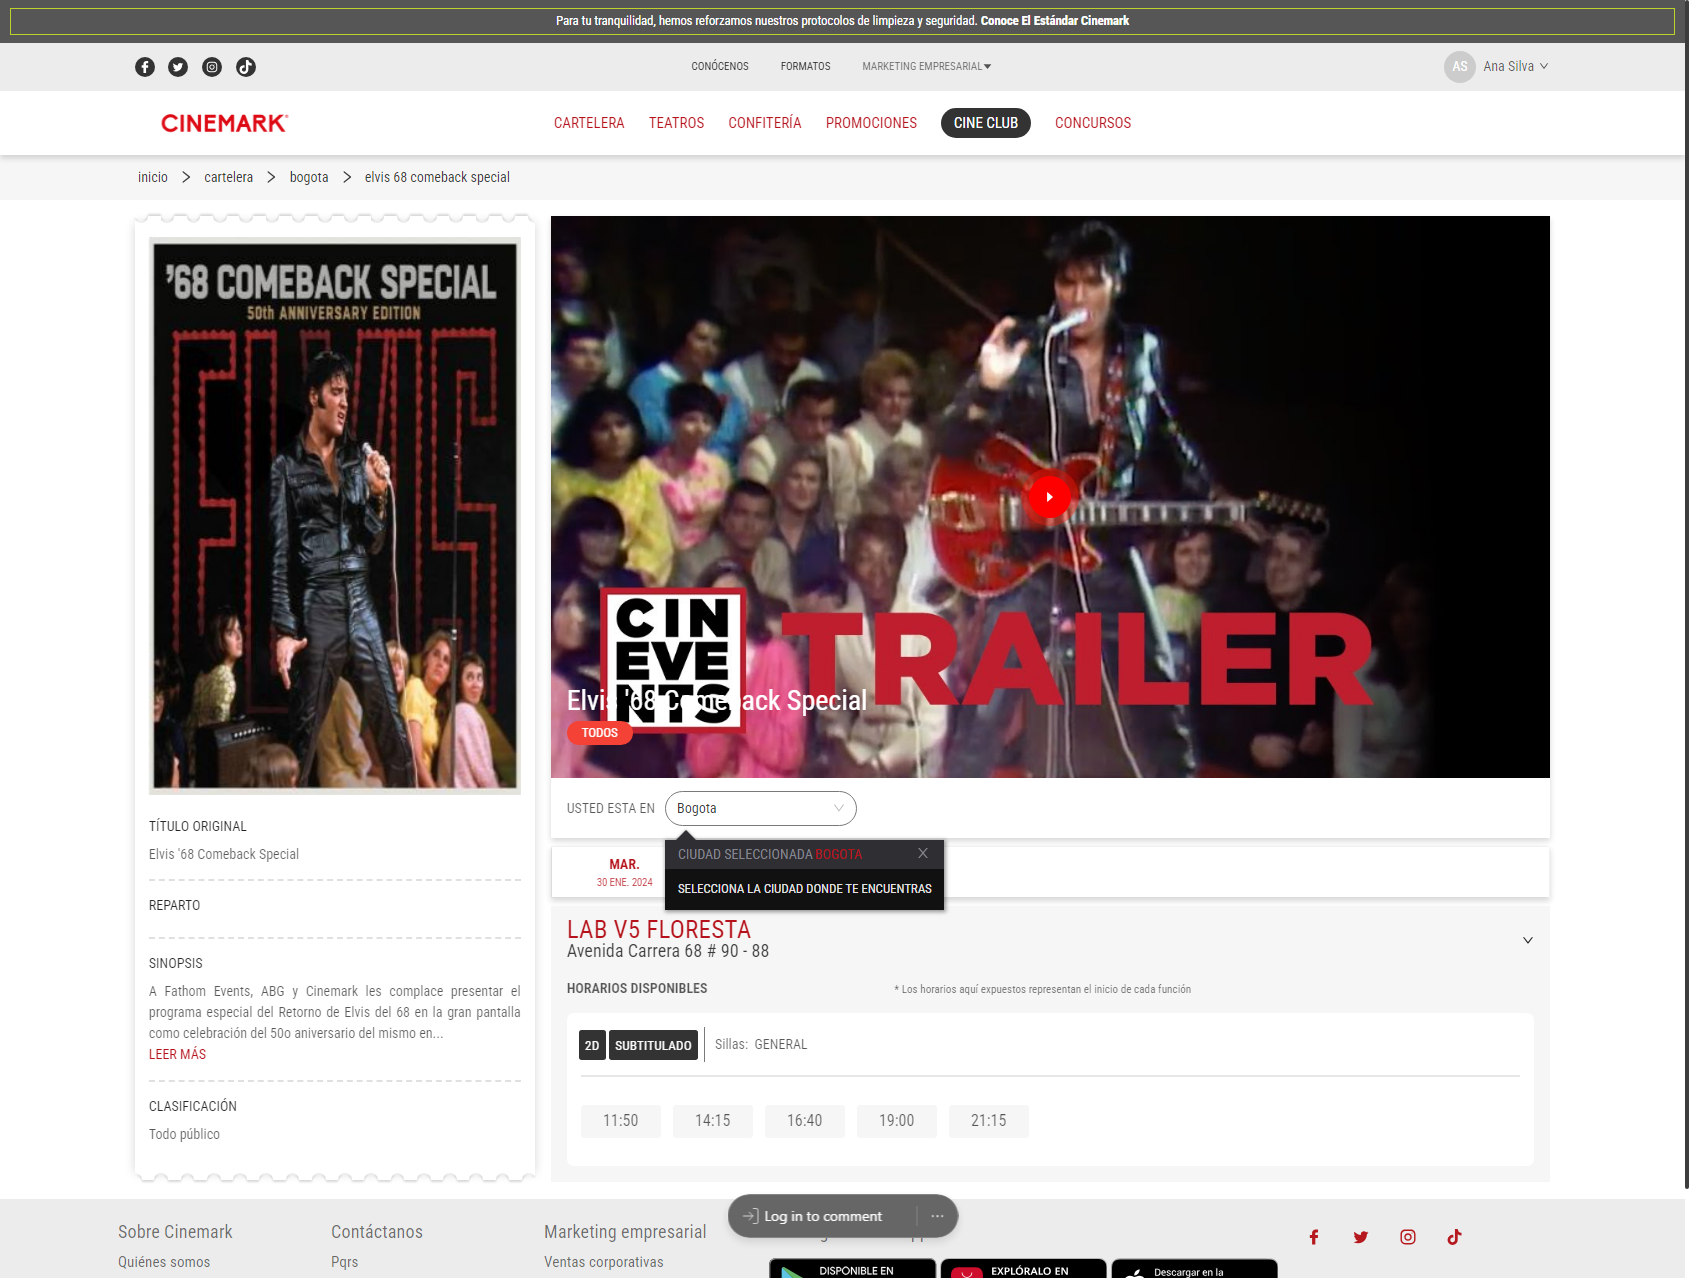 Para tu tranquilidad, hemos reforzamos nuestros protocolos de limpieza y seguridad. Conoce El Estándar Cinemark
CONÓCENOS FORMATOS MARKETING EMPRESARIAL
AS Ana Silva
CINEMARK
CARTELERA TEATROS CONFITERÍA PROMOCIONES CINE CLUB CONCURSOS
inicio > cartelera > bogota > elvis 68 comeback special
'68 COMEBACK SPECIAL
50th ANNIVERSARY EDITION
ELVIS
TÍTULO ORIGINAL
Elvis '68 Comeback Special
REPARTO
SINOPSIS
A Fathom Events, ABG y Cinemark les complace presentar el
programa especial del Retorno de Elvis del 68 en la gran pantalla
como celebración del 50o aniversario del mismo en...
LEER MÁS
CLASIFICACIÓN
Todo público
CIN
EVE
NTS
TRAILER
Elvis '68 Comeback Special
TODOS
USTED ESTA EN Bogota
CIUDAD SELECCIONADA BOGOTA X
SELECCIONA LA CIUDAD DONDE TE ENCUENTRAS
MAR.
30 ENE. 2024
LAB V5 FLORESTA
Avenida Carrera 68 # 90 - 88
HORARIOS DISPONIBLES
* Los horarios aquí expuestos representan el inicio de cada función
2D SUBTITULADO Sillas: GENERAL
11:50 14:15 16:40 19:00 21:15
Log in to comment ...
Sobre Cinemark Contáctanos Marketing empresarial
Quiénes somos Pqrs Ventas corporativas
DISPONIBLE EN EXPLÓRALO EN Descargar en la